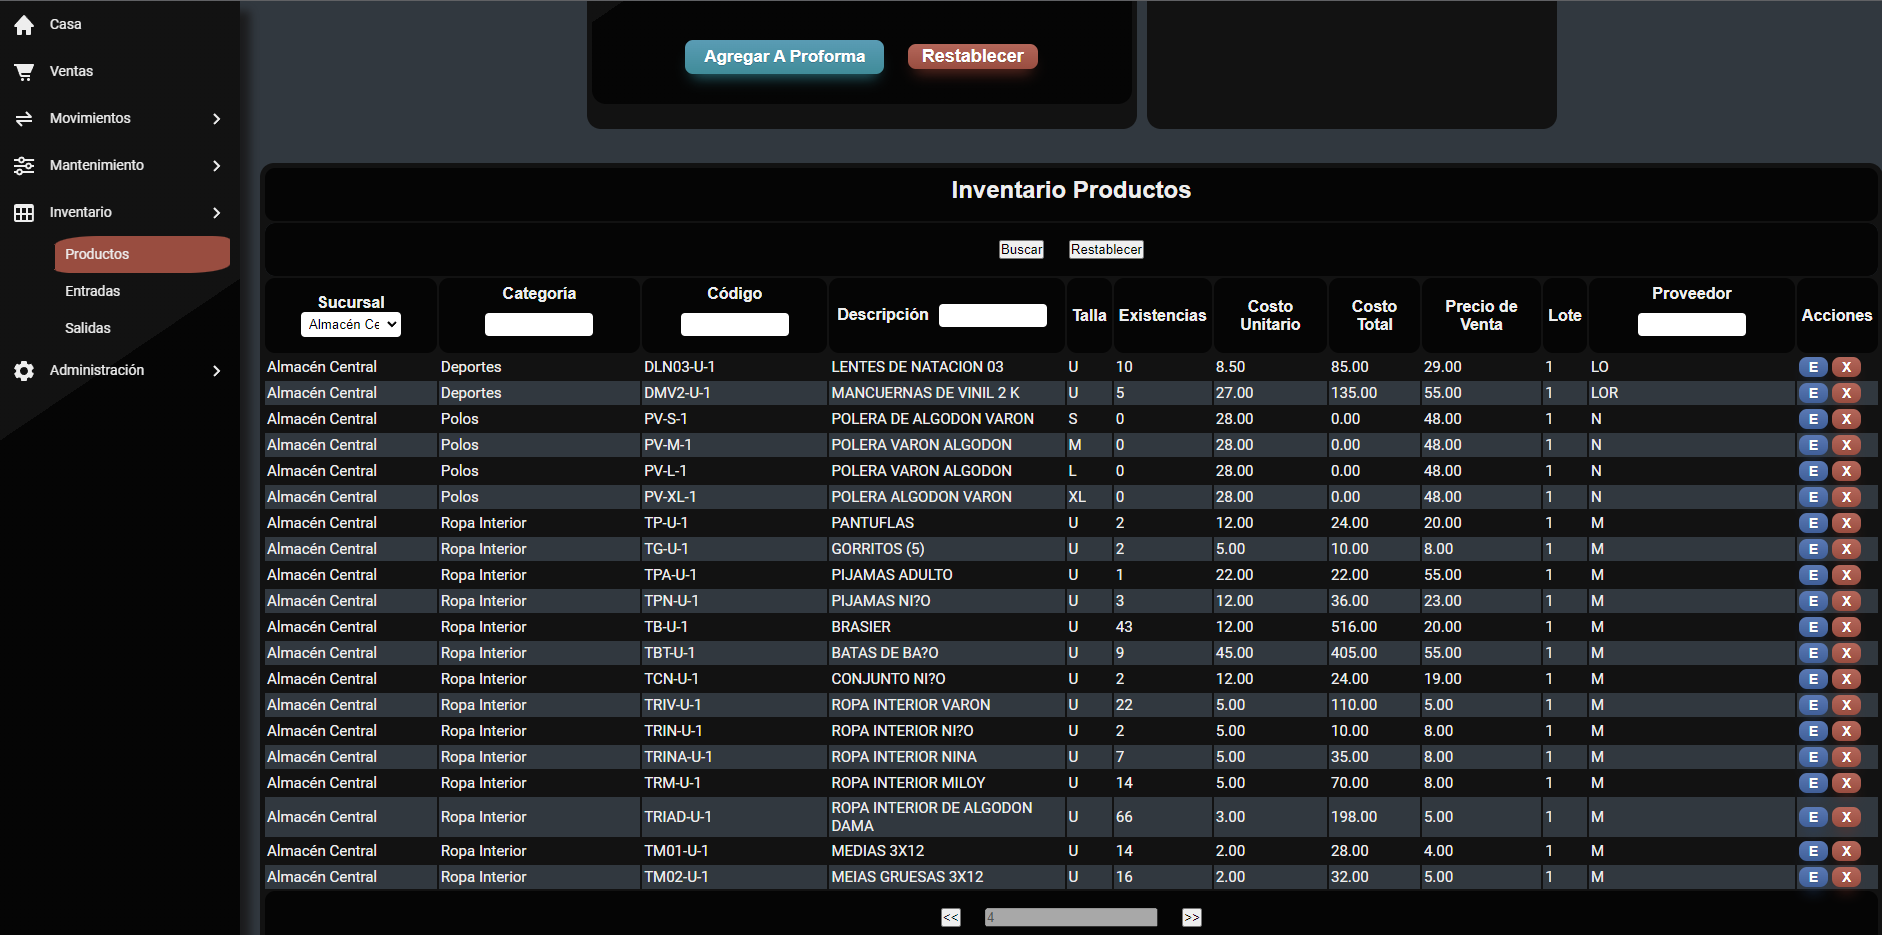 Casa
Ventas
Movimientos
Mantenimiento
Inventario
Productos
Entradas
Salidas
Administración
Agregar A Proforma Restablecer
Inventario Productos
Buscar Restablecer
Sucursal Categoría Código Descripción Talla Existencias Costo Unitario Costo Total Precio de Venta Lote Proveedor Acciones
Almacén Ce
Almacén Central Deportes DLN03-U-1 LENTES DE NATACION 03 U 10 8.50 85.00 29.00 1 LO E X
Almacén Central Deportes DMV2-U-1 MANCUERNAS DE VINIL 2 K U 5 27.00 135.00 55.00 1 LOR E X
Almacén Central Polos PV-S-1 POLERA DE ALGODON VARON S 0 28.00 0.00 48.00 1 N E X
Almacén Central Polos PV-M-1 POLERA VARON ALGODON M 0 28.00 0.00 48.00 1 N E X
Almacén Central Polos PV-L-1 POLERA VARON ALGODON L 0 28.00 0.00 48.00 1 N E X
Almacén Central Polos PV-XL-1 POLERA ALGODON VARON XL 0 28.00 0.00 48.00 1 N E X
Almacén Central Ropa Interior TP-U-1 PANTUFLAS U 2 12.00 24.00 20.00 1 M E X
Almacén Central Ropa Interior TG-U-1 GORRITOS (5) U 2 5.00 10.00 8.00 1 M E X
Almacén Central Ropa Interior TPA-U-1 PIJAMAS ADULTO U 1 22.00 22.00 55.00 1 M E X
Almacén Central Ropa Interior TPN-U-1 PIJAMAS NI?O U 3 12.00 36.00 23.00 1 M E X
Almacén Central Ropa Interior TB-U-1 BRASIER U 43 12.00 516.00 20.00 1 M E X
Almacén Central Ropa Interior TBT-U-1 BATAS DE BA?O U 9 45.00 405.00 55.00 1 M E X
Almacén Central Ropa Interior TCN-U-1 CONJUNTO NI?O U 2 12.00 24.00 19.00 1 M E X
Almacén Central Ropa Interior TRIV-U-1 ROPA INTERIOR VARON U 22 5.00 110.00 5.00 1 M E X
Almacén Central Ropa Interior TRIN-U-1 ROPA INTERIOR NI?O U 2 5.00 10.00 8.00 1 M E X
Almacén Central Ropa Interior TRINA-U-1 ROPA INTERIOR NINA U 7 5.00 35.00 8.00 1 M E X
Almacén Central Ropa Interior TRM-U-1 ROPA INTERIOR MILOY U 14 5.00 70.00 8.00 1 M E X
Almacén Central Ropa Interior TRIAD-U-1 ROPA INTERIOR DE ALGODON DAMA U 66 3.00 198.00 5.00 1 M E X
Almacén Central Ropa Interior TM01-U-1 MEDIAS 3X12 U 14 2.00 28.00 4.00 1 M E X
Almacén Central Ropa Interior TM02-U-1 MEIAS GRUESAS 3X12 U 16 2.00 32.00 5.00 1 M E X
<< 4 >>